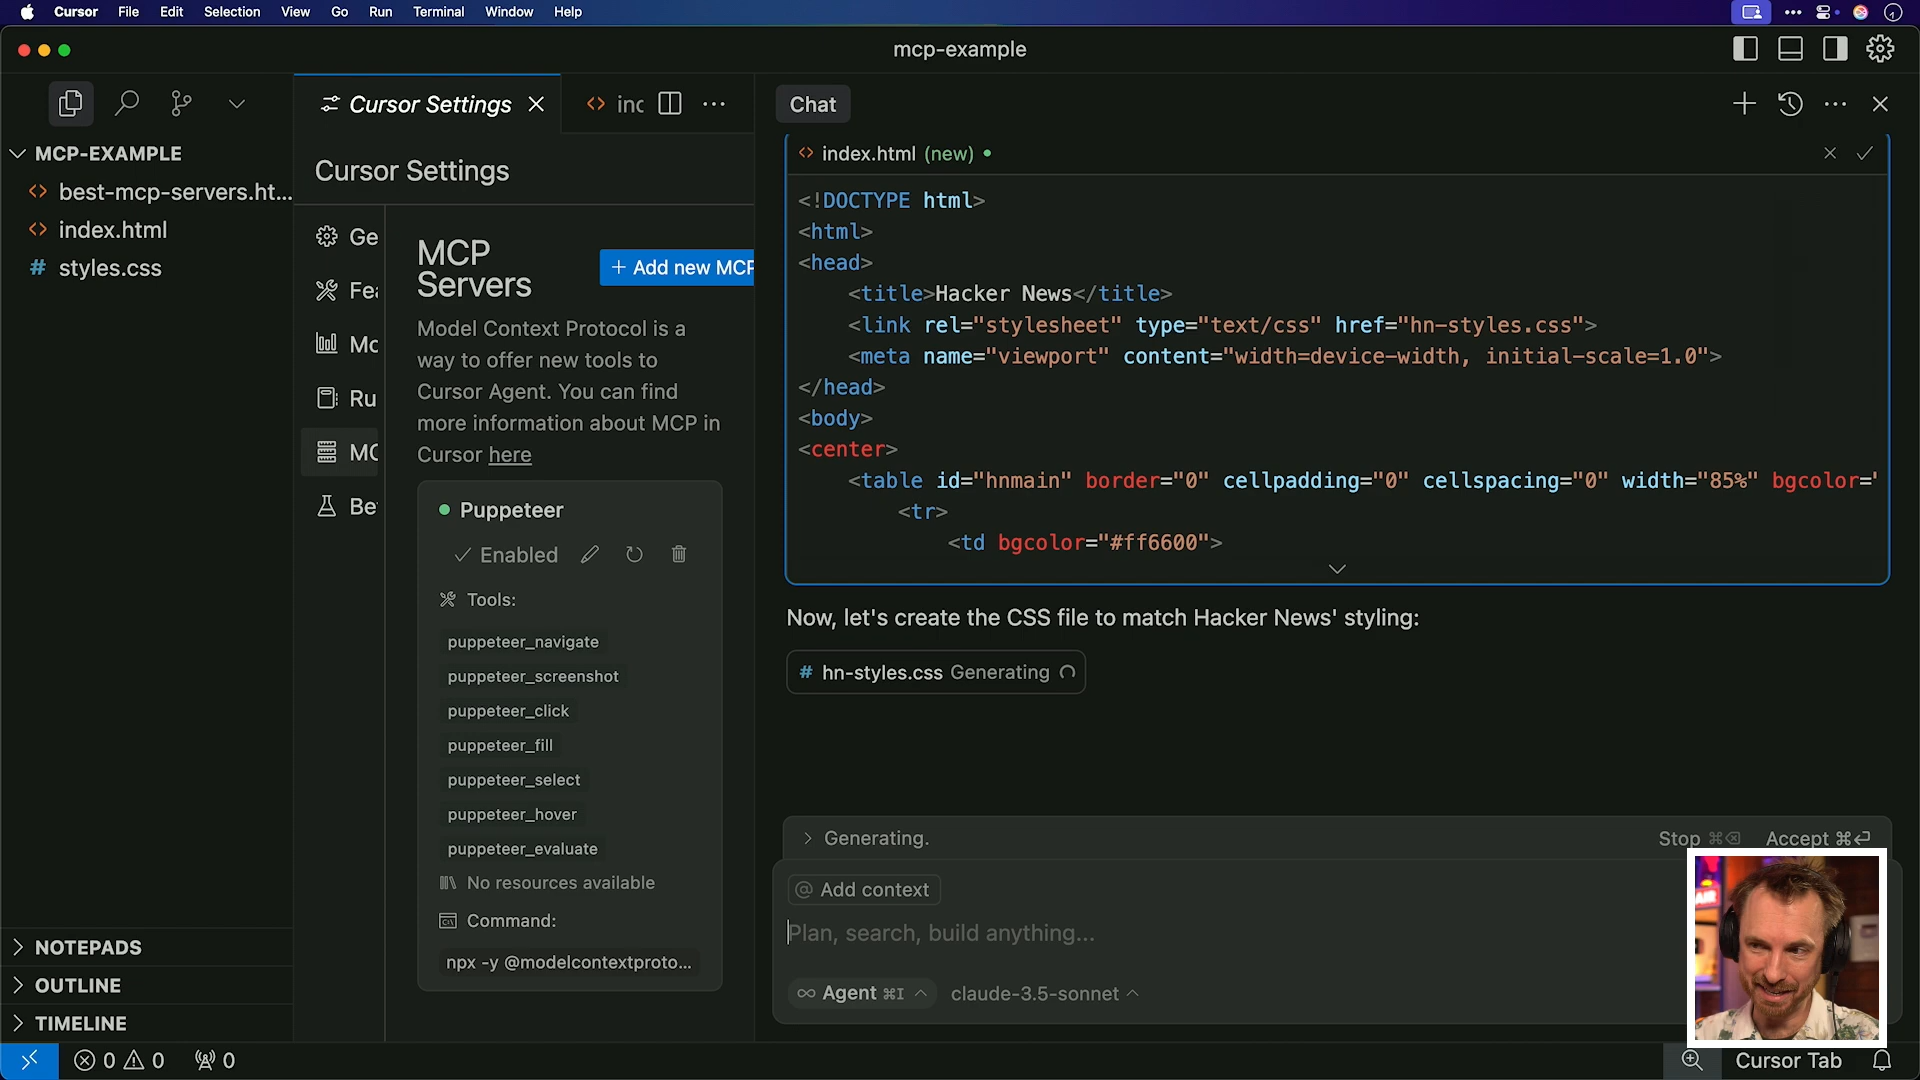 Cursor File Edit Selection View Go Run Terminal Window Help
mcp-example
Cursor Settings
inc
Chat
MCP-EXAMPLE
best-mcp-servers.ht...
index.html
styles.css
NOTEPADS
OUTLINE
TIMELINE
Cursor Settings
Ge
Fea
Mo
Ru
MC
Be
MCP
Servers
+ Add new MCP
Model Context Protocol is a
way to offer new tools to
Cursor Agent. You can find
more information about MCP in
Cursor here
Puppeteer
Enabled
Tools:
puppeteer_navigate
puppeteer_screenshot
puppeteer_click
puppeteer_fill
puppeteer_select
puppeteer_hover
puppeteer_evaluate
No resources available
Command:
npx -y @modelcontextproto...
index.html (new)
<!DOCTYPE html>
<html>
<head>
<title>Hacker News</title>
<link rel="stylesheet" type="text/css" href="hn-styles.css">
<meta name="viewport" content="width=device-width, initial-scale=1.0">
</head>
<body>
<center>
<table id="hnmain" border="0" cellpadding="0" cellspacing="0" width="85%" bgcolor="
<tr>
<td bgcolor="#ff6600">
Now, let's create the CSS file to match Hacker News' styling:
# hn-styles.css Generating
Generating.
Stop ⌘⌫ Accept ⌘⏎
@ Add context
Plan, search, build anything...
∞ Agent ⌘I claude-3.5-sonnet
0 0 0
Cursor Tab